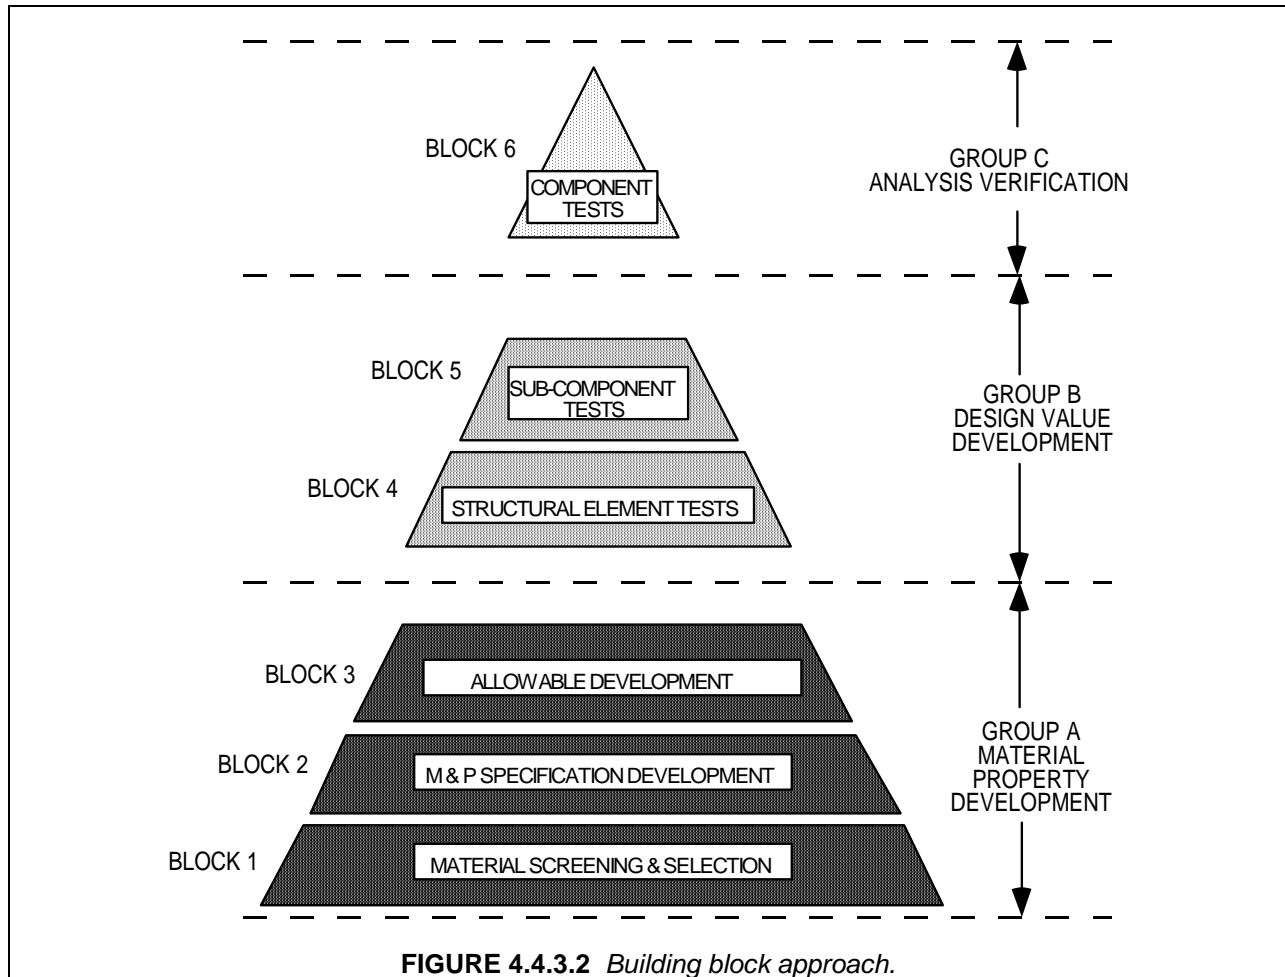 BLOCK 6
COMPONENT
TESTS
GROUP C
ANALYSIS VERIFICATION
BLOCK 5
SUB-COMPONENT
TESTS
GROUP B
DESIGN VALUE
DEVELOPMENT
BLOCK 4
STRUCTURAL ELEMENT TESTS
BLOCK 3
ALLOWABLE DEVELOPMENT
BLOCK 2
M & P SPECIFICATION DEVELOPMENT
GROUP A
MATERIAL
PROPERTY
DEVELOPMENT
BLOCK 1
MATERIAL SCREENING & SELECTION
FIGURE 4.4.3.2 Building block approach.